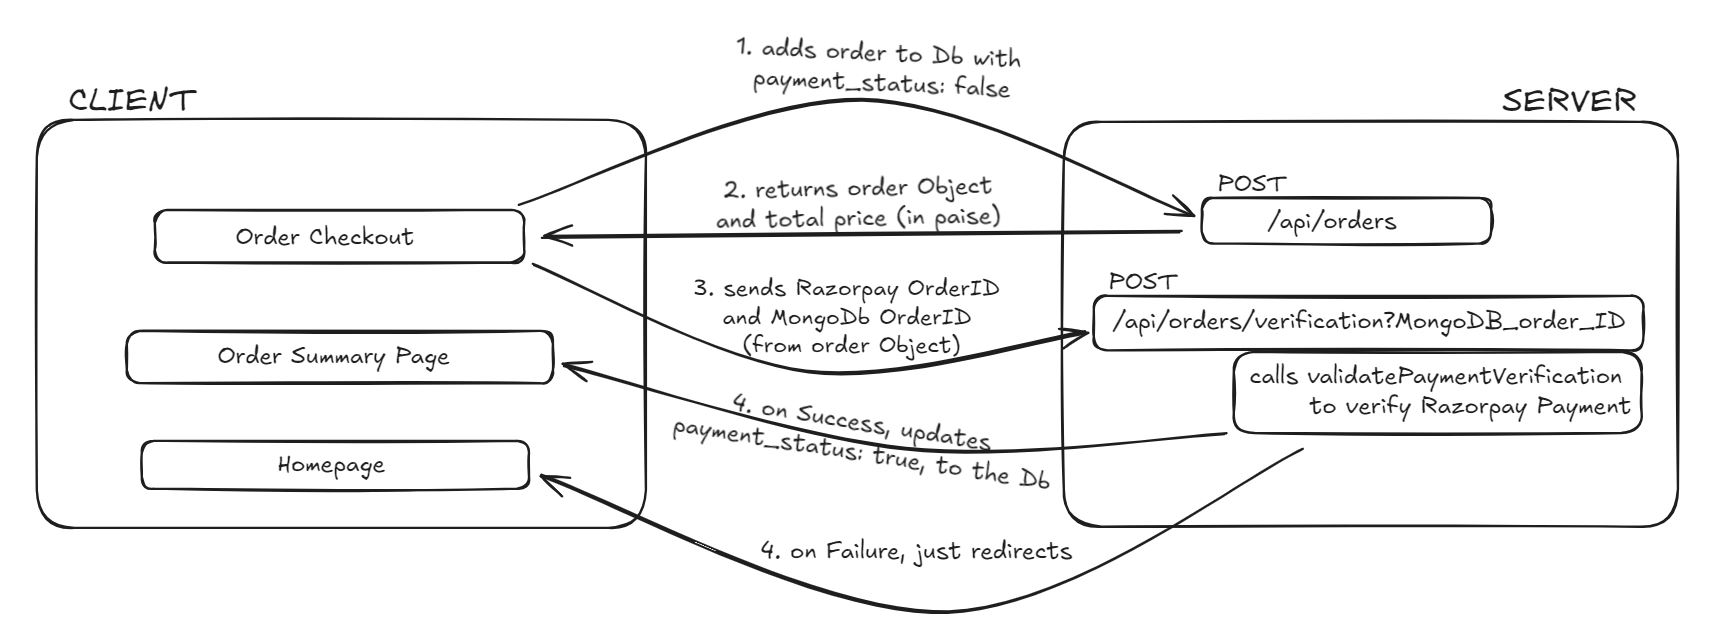 1. adds order to Db with
payment_status: false
CLIENT
SERVER
2. returns order Object
and total price (in paise)
POST
/api/orders
Order Checkout
3. sends Razorpay OrderID
and MongoDb OrderID
(from order Object)
POST
/api/orders/verification?MongoDB_order_ID
Order Summary Page
calls validatePaymentVerification
to verify Razorpay Payment
4. on Success, updates
payment_status: true, to the Db
Homepage
4. on Failure, just redirects